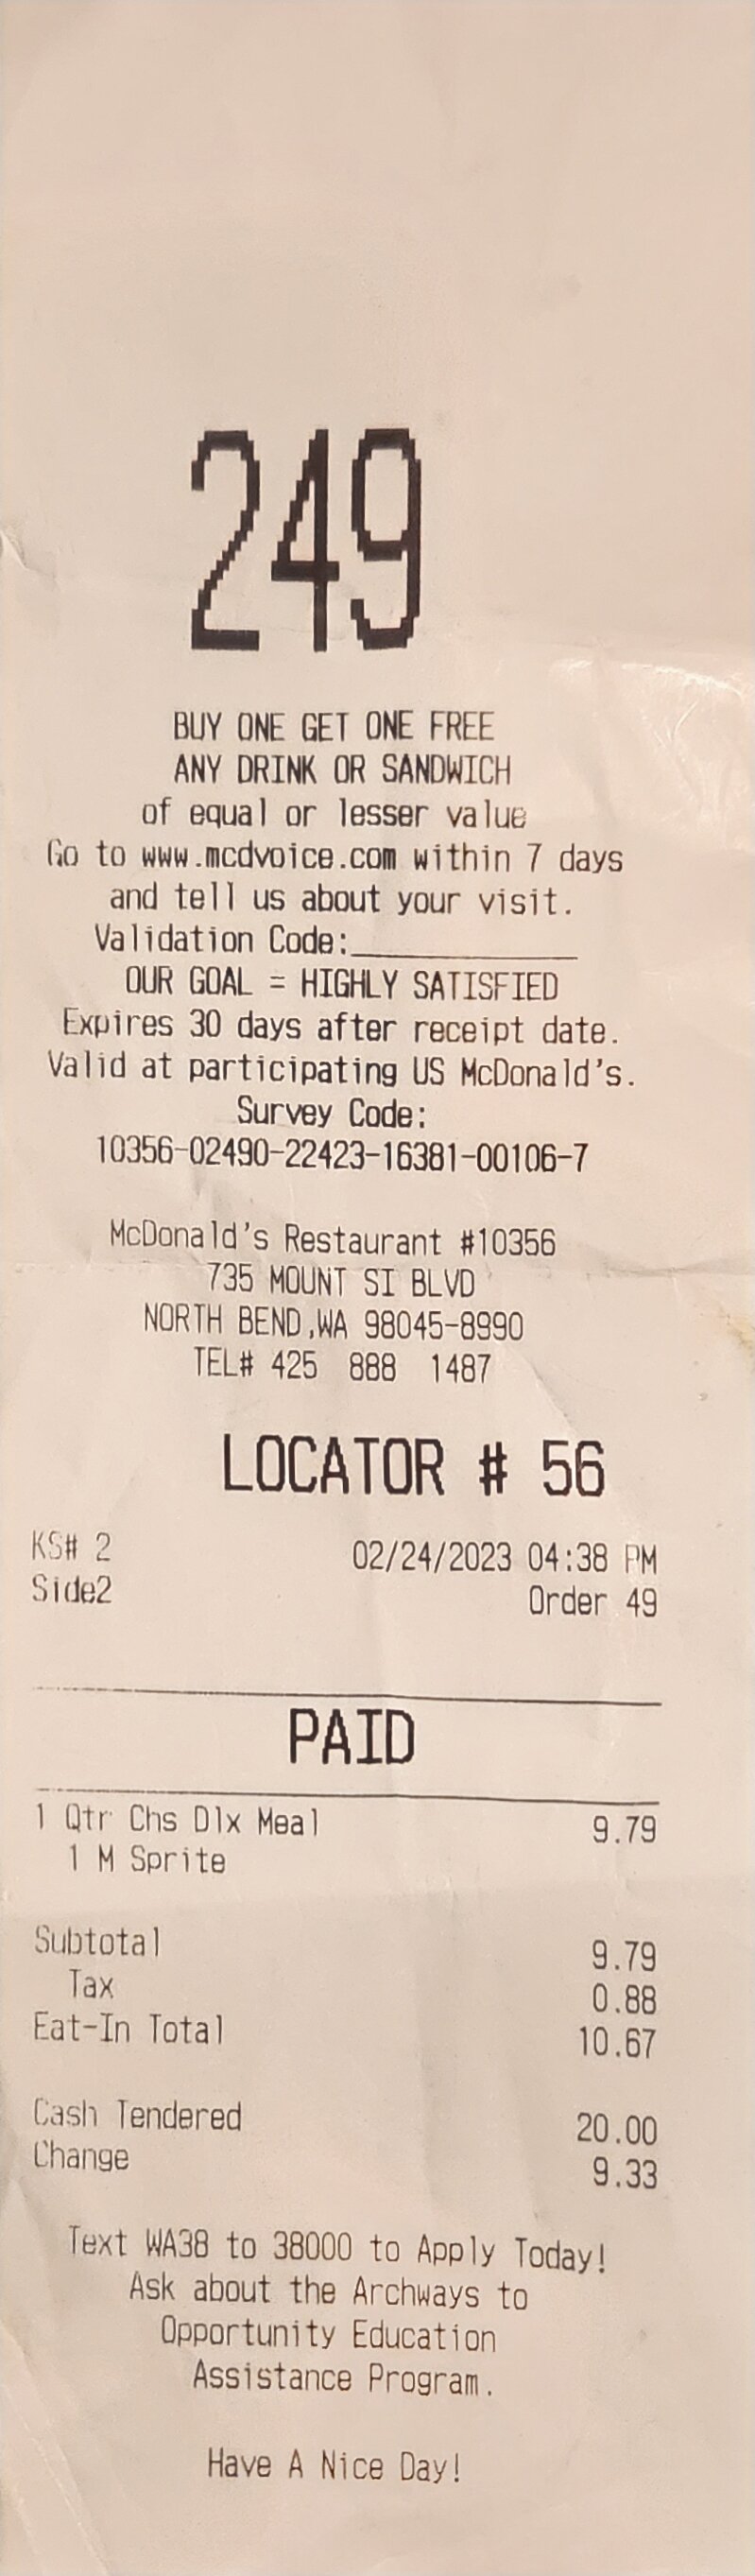 249
BUY ONE GET ONE FREE
ANY DRINK OR SANDWICH
of equal or lesser value
Go to www.mcdvoice.com within 7 days
and tell us about your visit.
Validation Code:____________
OUR GOAL = HIGHLY SATISFIED
Expires 30 days after receipt date.
Valid at participating US McDonald's.
Survey Code:
10356-02490-22423-16381-00106-7
McDonald's Restaurant #10356
735 MOUNT SI BLVD
NORTH BEND,WA 98045-8990
TEL# 425 888 1487
LOCATOR # 56
KS# 2 02/24/2023 04:38 PM
Side2 Order 49
PAID
1 Qtr Chs Dlx Meal 9.79
1 M Sprite
Subtotal 9.79
Tax 0.88
Eat-In Total 10.67
Cash Tendered 20.00
Change 9.33
Text WA38 to 38000 to Apply Today!
Ask about the Archways to
Opportunity Education
Assistance Program.
Have A Nice Day!